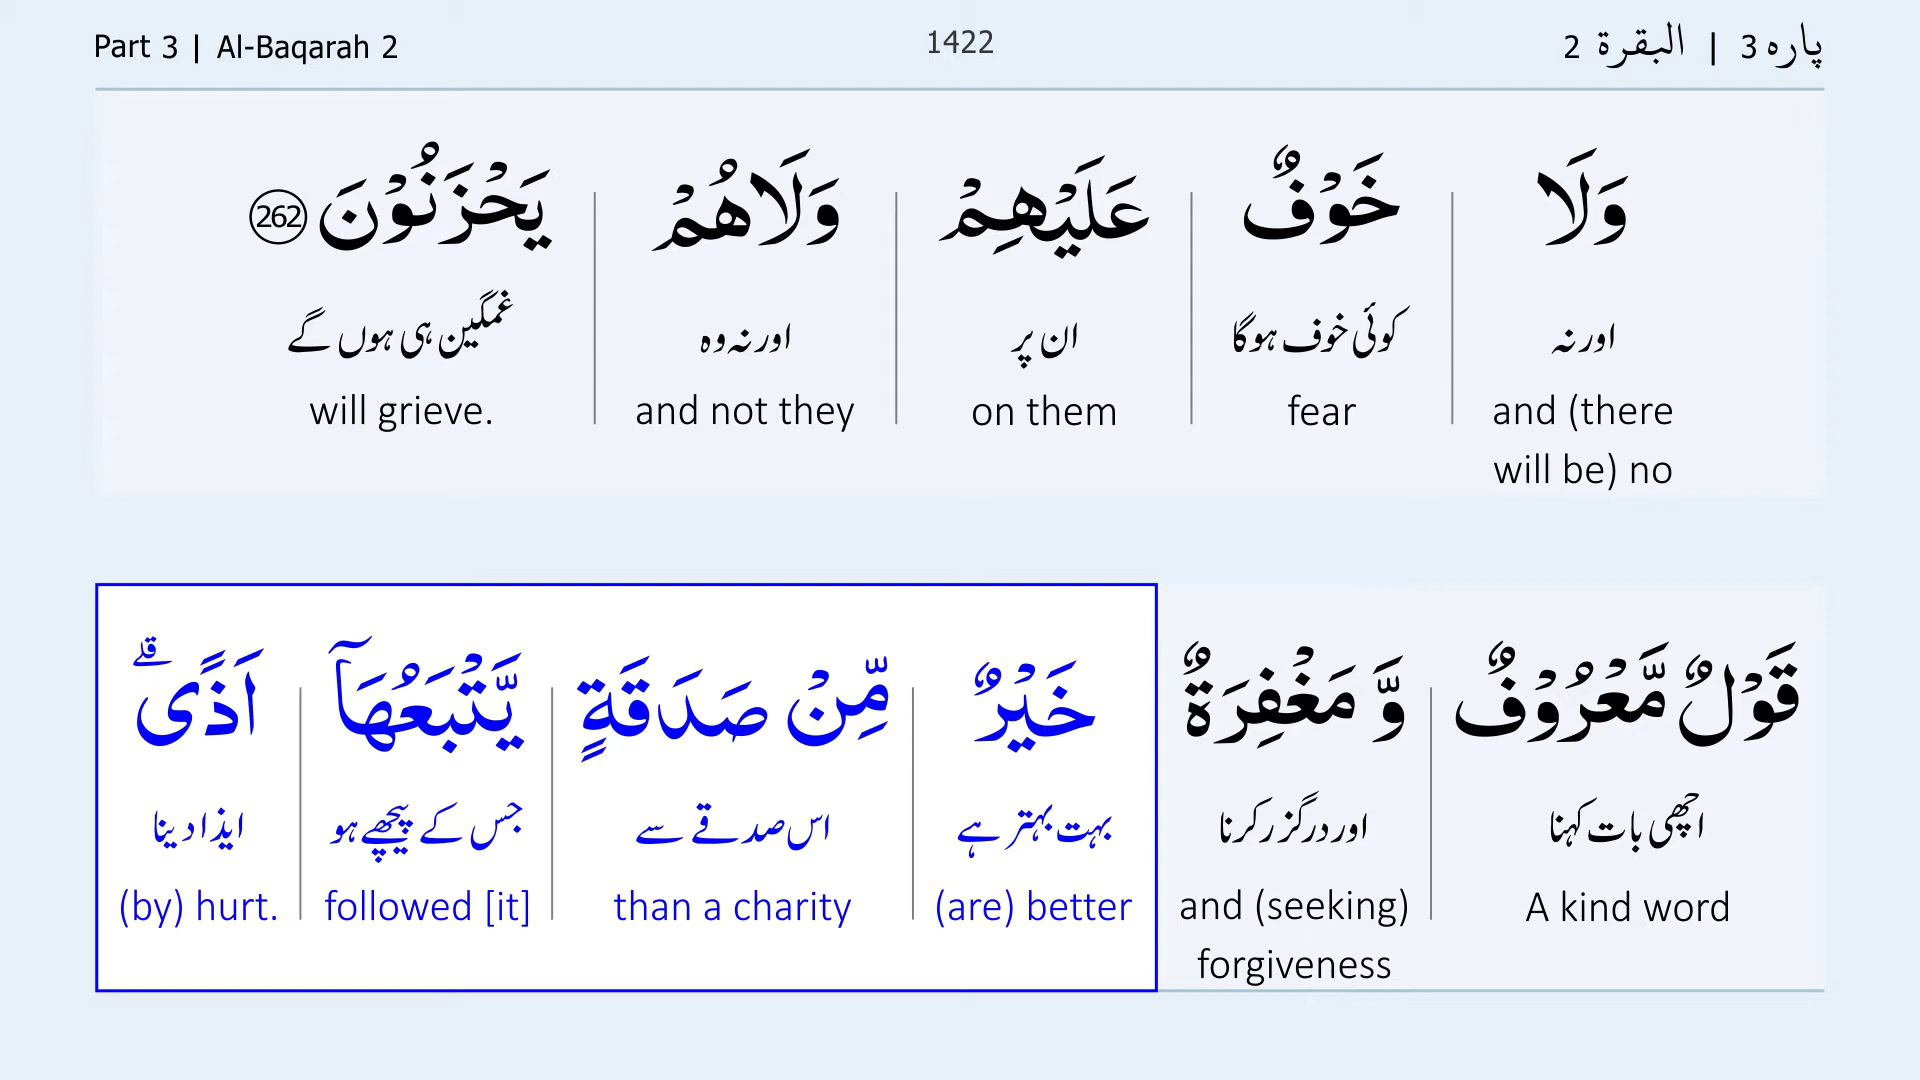 Part 3 | Al-Baqarah 2
1422
پارہ 3 | البقرة 2
وَلَا خَوْفٌ عَلَيْهِمْ وَلَاهُمْ يَحْزَنُوْنَ 262
اور نہ کوئی خوف ہوگا ان پر اور نہ وہ غمگین ہی ہوں گے
and (there will be) no fear on them and not they will grieve.
قَوْلٌ مَّعْرُوْفٌ وَّ مَغْفِرَةٌ خَيْرٌ مِّنْ صَدَقَةٍ يَّتْبَعُهَاۤ اَذًىؕ
اچھی بات کہنا اور درگزر کرنا بہت بہتر ہے اس صدقے سے جس کے پیچھے ہو ایذا دینا
A kind word and (seeking) forgiveness (are) better than a charity followed [it] (by) hurt.